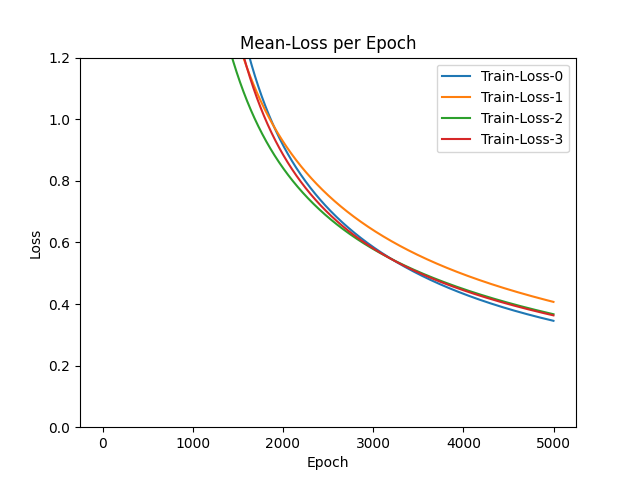 Mean-Loss per Epoch
1.2
1.0
0.8
0.6
0.4
0.2
0.0
Loss
Train-Loss-0
Train-Loss-1
Train-Loss-2
Train-Loss-3
0 1000 2000 3000 4000 5000
Epoch